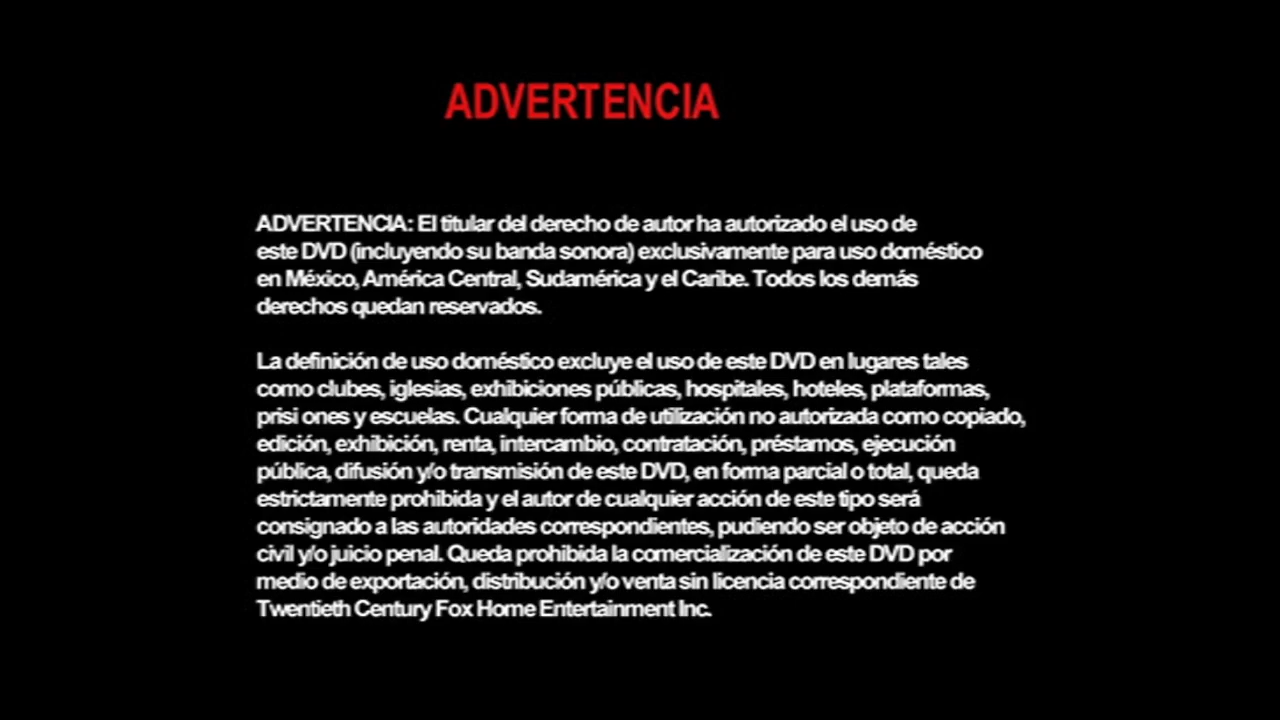 ADVERTENCIA
ADVERTENCIA: El titular del derecho de autor ha autorizado el uso de
este DVD (incluyendo su banda sonora) exclusivamente para uso doméstico
en México, América Central, Sudamérica y el Caribe. Todos los demás
derechos quedan reservados.
La definición de uso doméstico excluye el uso de este DVD en lugares tales
como clubes, iglesias, exhibiciones públicas, hospitales, hoteles, plataformas,
prisi ones y escuelas. Cualquier forma de utilización no autorizada como copiado,
edición, exhibición, renta, intercambio, contratación, préstamos, ejecución
pública, difusión y/o transmisión de este DVD, en forma parcial o total, queda
estrictamente prohibida y el autor de cualquier acción de este tipo será
consignado a las autoridades correspondientes, pudiendo ser objeto de acción
civil y/o juicio penal. Queda prohibida la comercialización de este DVD por
medio de exportación, distribución y/o venta sin licencia correspondiente de
Twentieth Century Fox Home Entertainment Inc.